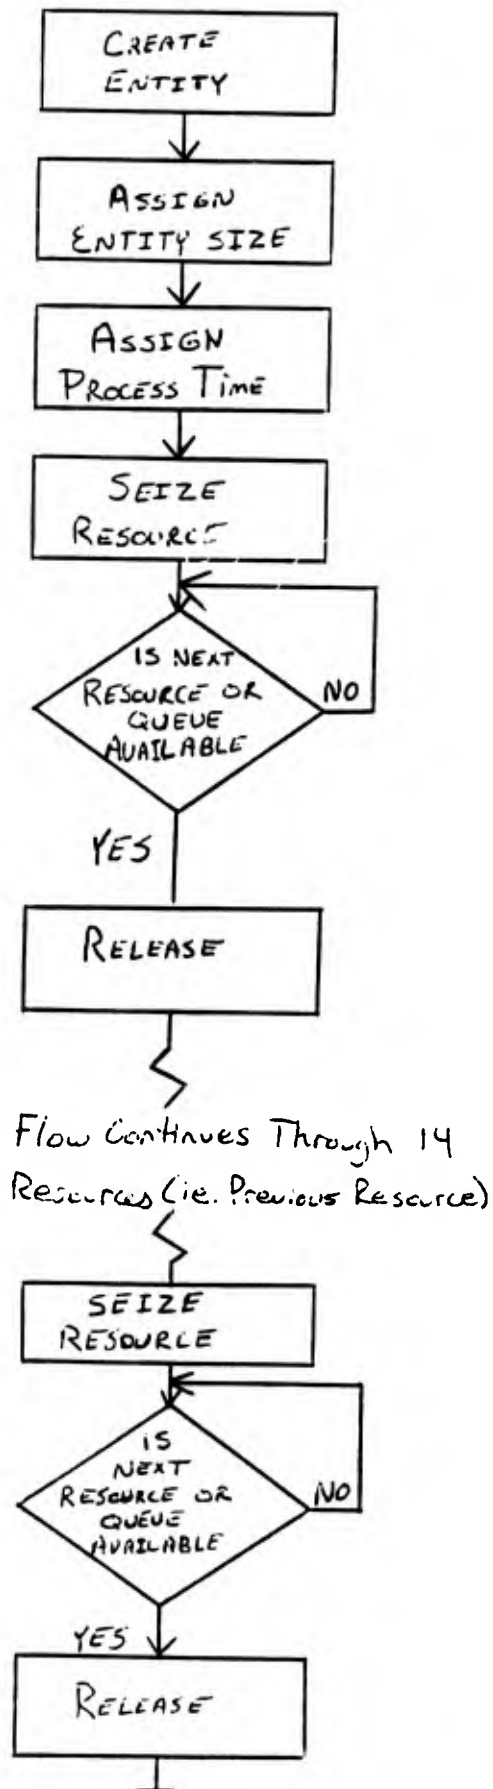 CREATE
ENTITY
ASSIGN
ENTITY SIZE
ASSIGN
PROCESS TIME
SEIZE
RESOURCE
IS NEXT
RESOURCE OR
QUEUE
AVAILABLE
NO
YES
RELEASE
Flow Continues Through 14
Resources (ie. Previous Resource)
SEIZE
RESOURCE
IS
NEXT
RESOURCE OR
QUEUE
AVAILABLE
NO
YES
RELEASE